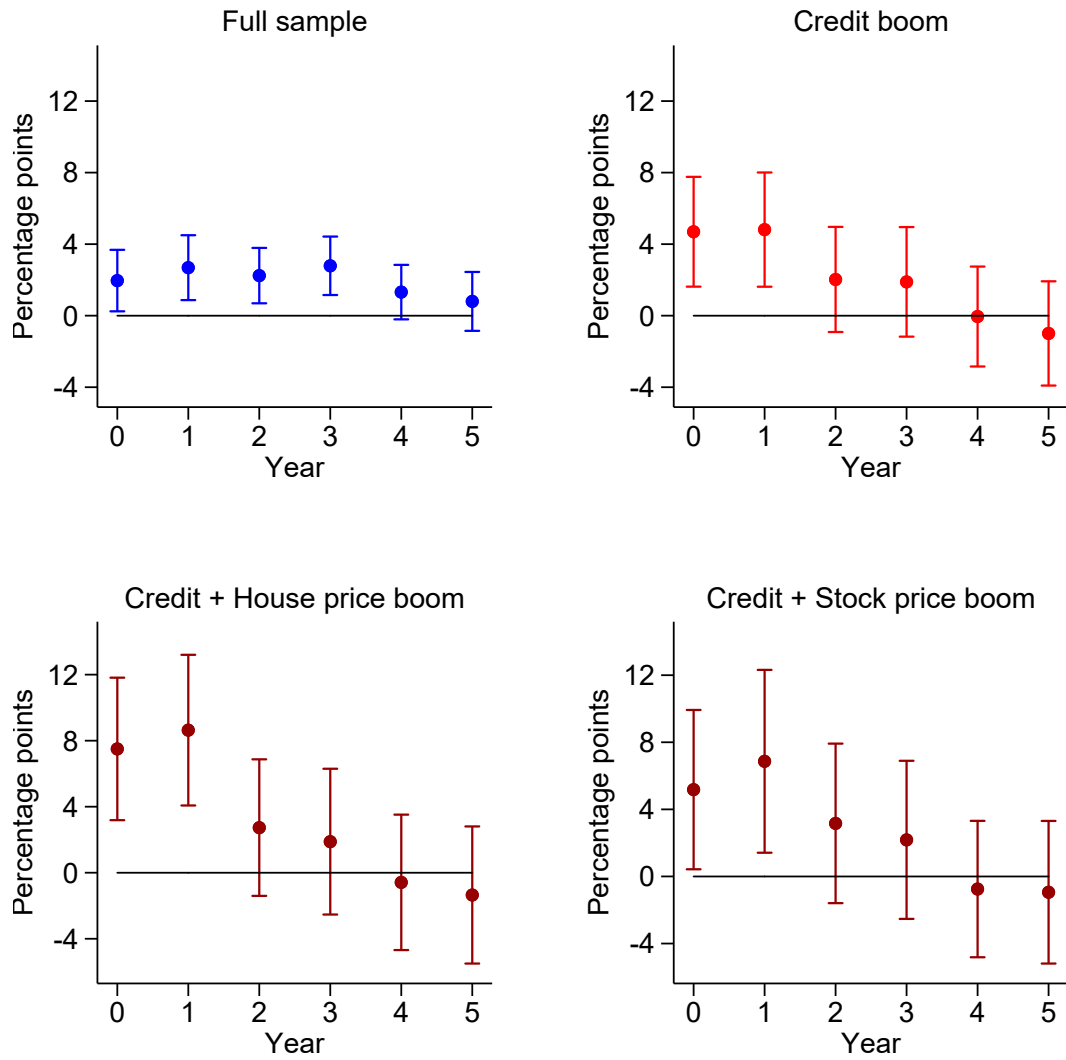 Full sample
Percentage points
12
8
4
0
-4
0 1 2 3 4 5
Year
Credit boom
Percentage points
12
8
4
0
-4
0 1 2 3 4 5
Year
Credit + House price boom
Percentage points
12
8
4
0
-4
0 1 2 3 4 5
Year
Credit + Stock price boom
Percentage points
12
8
4
0
-4
0 1 2 3 4 5
Year